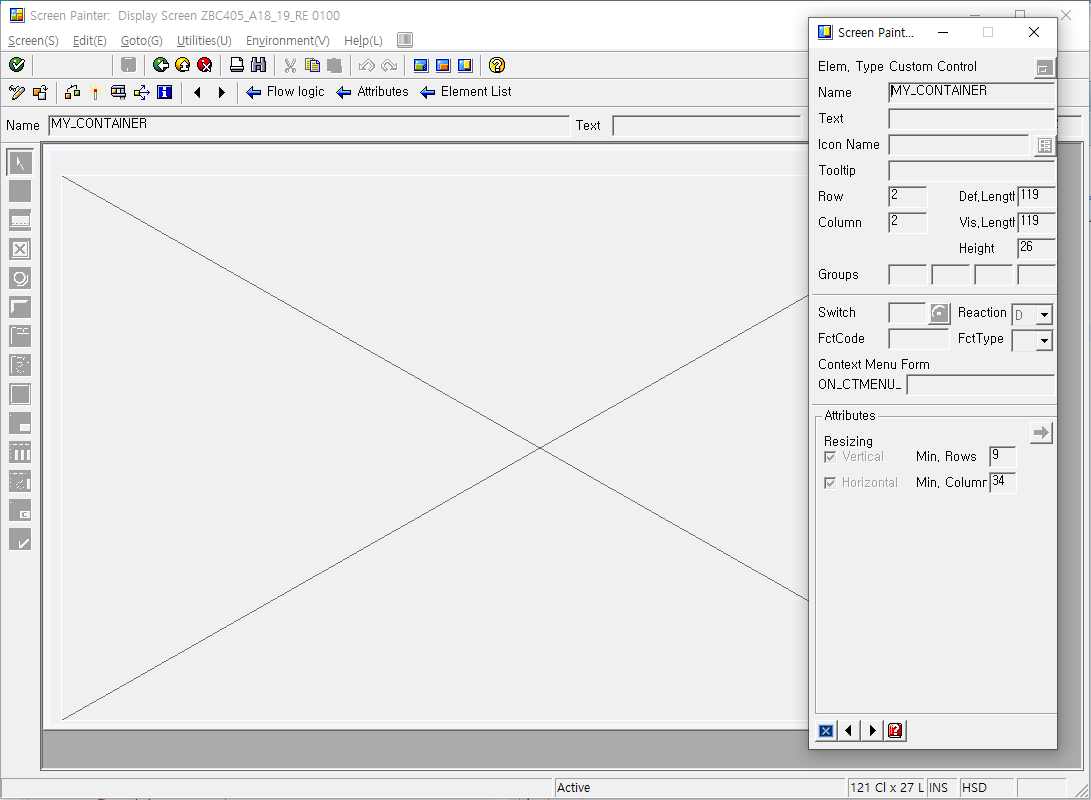 Screen Painter:  Display Screen ZBC405_A18_19_RE 0100
Screen(S) Edit(E) Goto(G) Utilities(U) Environment(V) Help(L)
Flow logic Attributes Element List
Name MY_CONTAINER Text
Screen Paint...
Elem. Type Custom Control
Name MY_CONTAINER
Text
Icon Name
Tooltip
Row 2 Def.Length 119
Column 2 Vis.Length 119
Height 26
Groups
Switch Reaction D
FctCode FctType
Context Menu Form
ON_CTMENU_
Attributes
Resizing
Vertical Min. Rows 9
Horizontal Min. Column 34
Active 121 Cl x 27 L INS HSD